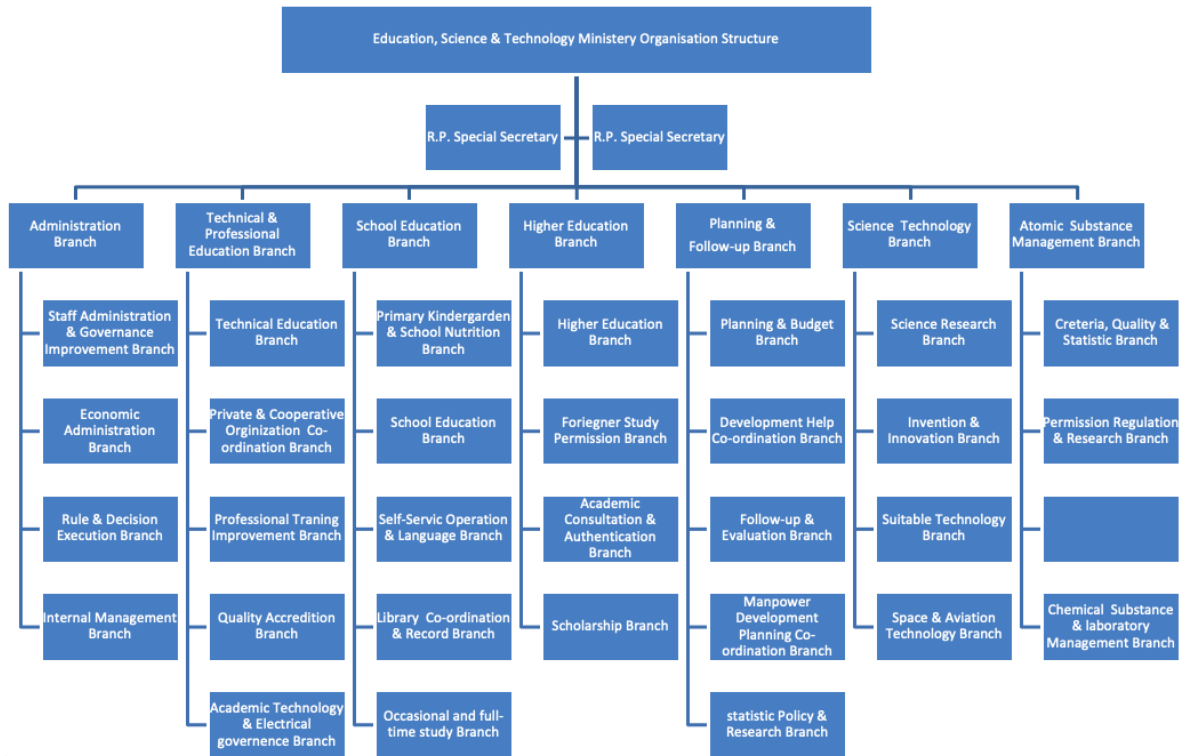 Education, Science & Technology Ministery Organisation Structure
R.P. Special Secretary
R.P. Special Secretary
Administration
Branch
Technical &
Professional
Education Branch
School Education
Branch
Higher Education
Branch
Planning &
Follow-up Branch
Science Technology
Branch
Atomic Substance
Management Branch
Staff Administration
& Governance
Improvement Branch
Technical Education
Branch
Primary Kindergarden
& School Nutrition
Branch
Higher Education
Branch
Planning & Budget
Branch
Science Research
Branch
Creteria, Quality &
Statistic Branch
Economic
Administration
Branch
Private & Cooperative
Orginization Co-
ordination Branch
School Education
Branch
Foriegner Study
Permission Branch
Development Help
Co-ordination Branch
Invention &
Innovation Branch
Permission Regulation
& Research Branch
Rule & Decision
Execution Branch
Professional Traning
Improvement Branch
Self-Servic Operation
& Language Branch
Academic
Consultation &
Authentication
Branch
Follow-up &
Evaluation Branch
Suitable Technology
Branch
Internal Management
Branch
Quality Accredition
Branch
Library Co-ordination
& Record Branch
Scholarship Branch
Manpower
Development
Planning Co-
ordination Branch
Space & Aviation
Technology Branch
Chemical Substance
& laboratory
Management Branch
Academic Technology
& Electrical
governence Branch
Occasional and full-
time study Branch
statistic Policy &
Research Branch